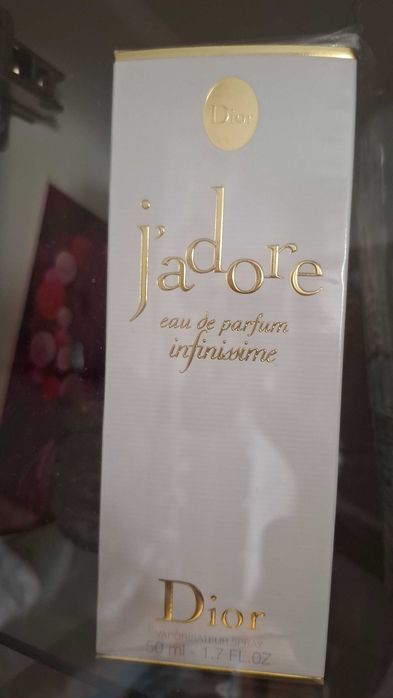 Dior
j'adore
eau de parfum
infinissime
Dior
VAPORISATEUR SPRAY
50 ml - 1.7 FL.OZ